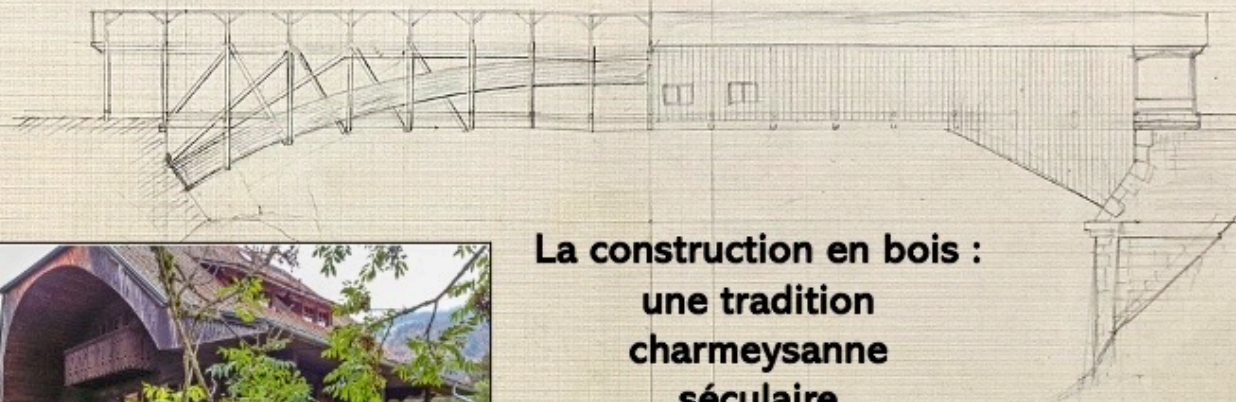 La construction en bois :
une tradition
charmeysanne
séculaire